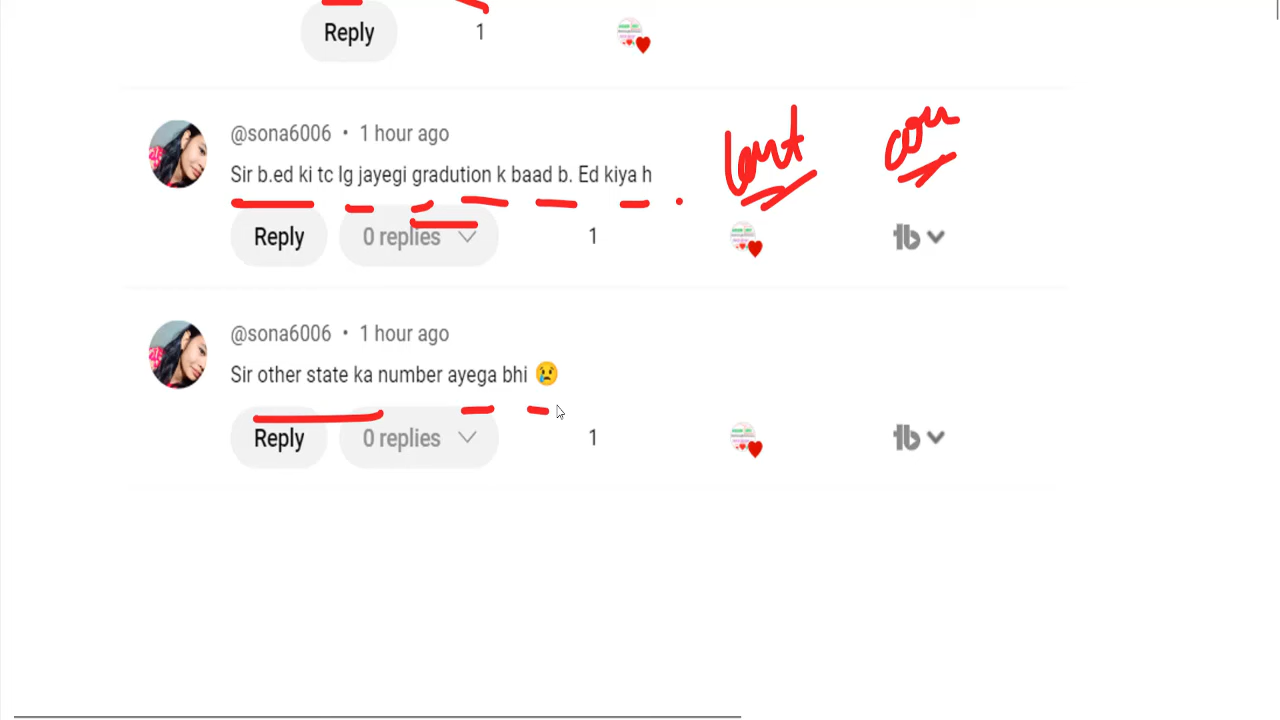 Reply 1
@sona6006 • 1 hour ago
Sir b.ed ki tc lg jayegi gradution k baad b. Ed kiya h
Reply 0 replies 1
@sona6006 • 1 hour ago
Sir other state ka number ayega bhi 😢
Reply 0 replies 1